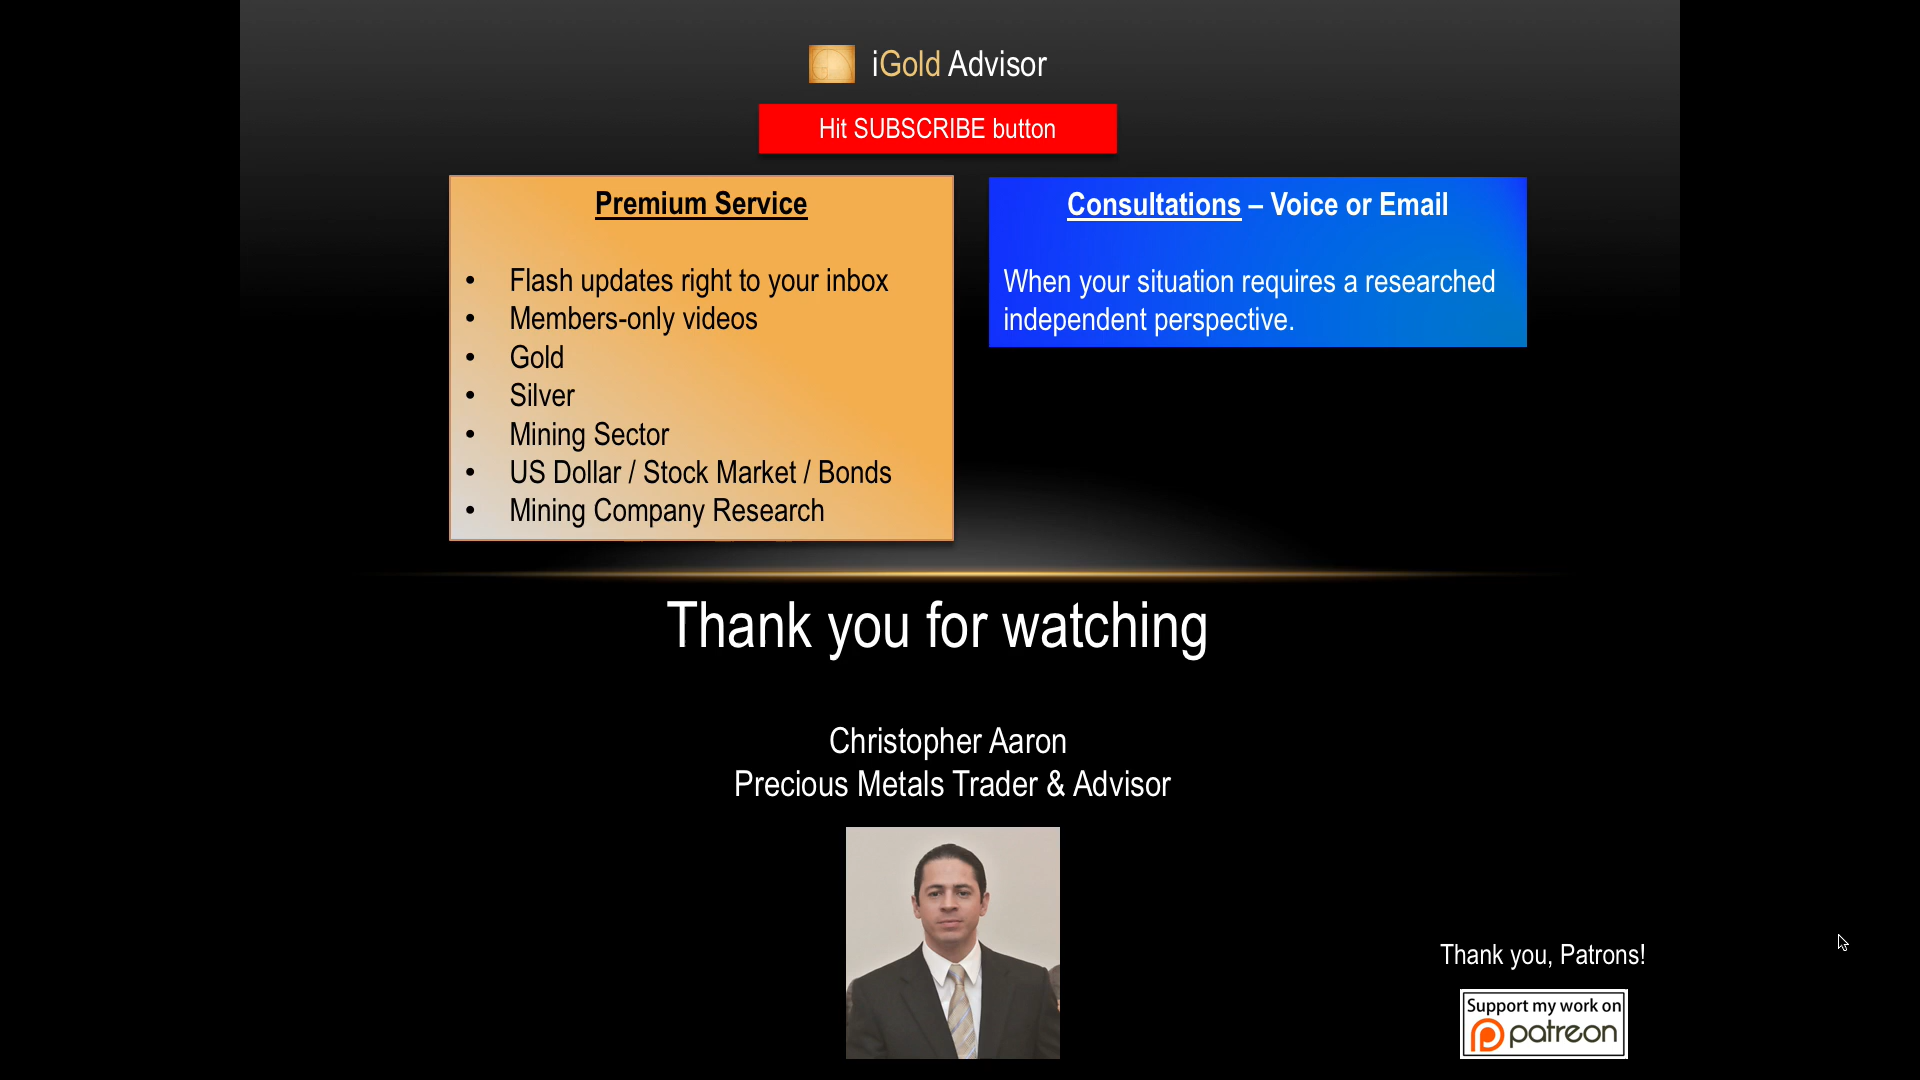 iGold Advisor
Hit SUBSCRIBE button
Premium Service
• Flash updates right to your inbox
• Members-only videos
• Gold
• Silver
• Mining Sector
• US Dollar / Stock Market / Bonds
• Mining Company Research
Consultations – Voice or Email
When your situation requires a researched
independent perspective.
Thank you for watching
Christopher Aaron
Precious Metals Trader & Advisor
Thank you, Patrons!
Support my work on
patreon